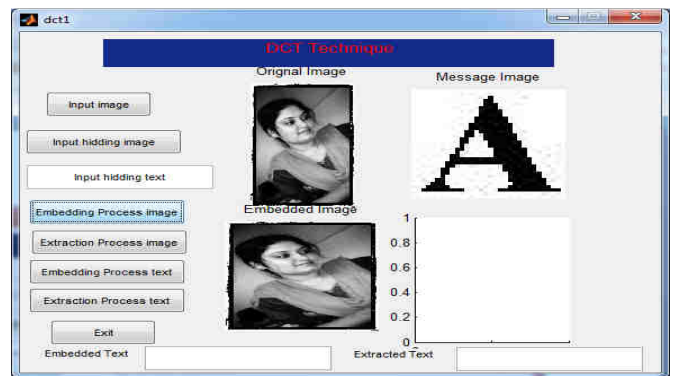 dct1
DCT Technique
Orignal Image
Message Image
Input image
Input hidding image
Input hidding text
A
Embedding Process image
Embedded Image
Extraction Process image
Embedding Process text
Extraction Process text
Exit
1
0.8
0.6
0.4
0.2
0
Embedded Text
Extracted Text